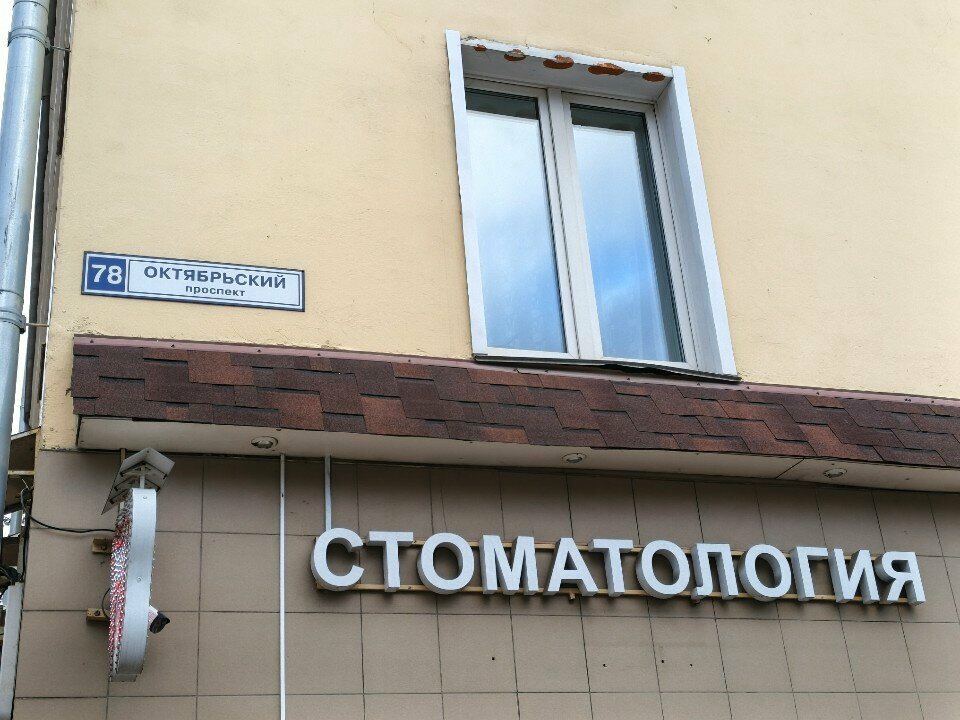 78
ОКТЯБРЬСКИЙ
проспект
СТОМАТОЛОГИЯ